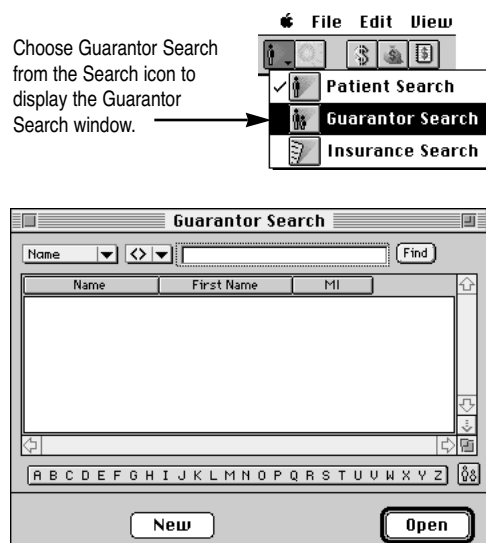 File Edit View
Choose Guarantor Search
from the Search icon to
display the Guarantor
Search window.
Patient Search
Guarantor Search
Insurance Search
Guarantor Search
Name <> Find
Name First Name MI
A B C D E F G H I J K L M N O P Q R S T U V W X Y Z
New Open